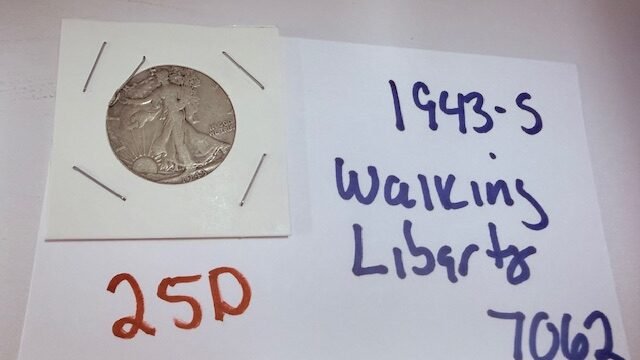 1943-S
Walking
Liberty
25D
7062